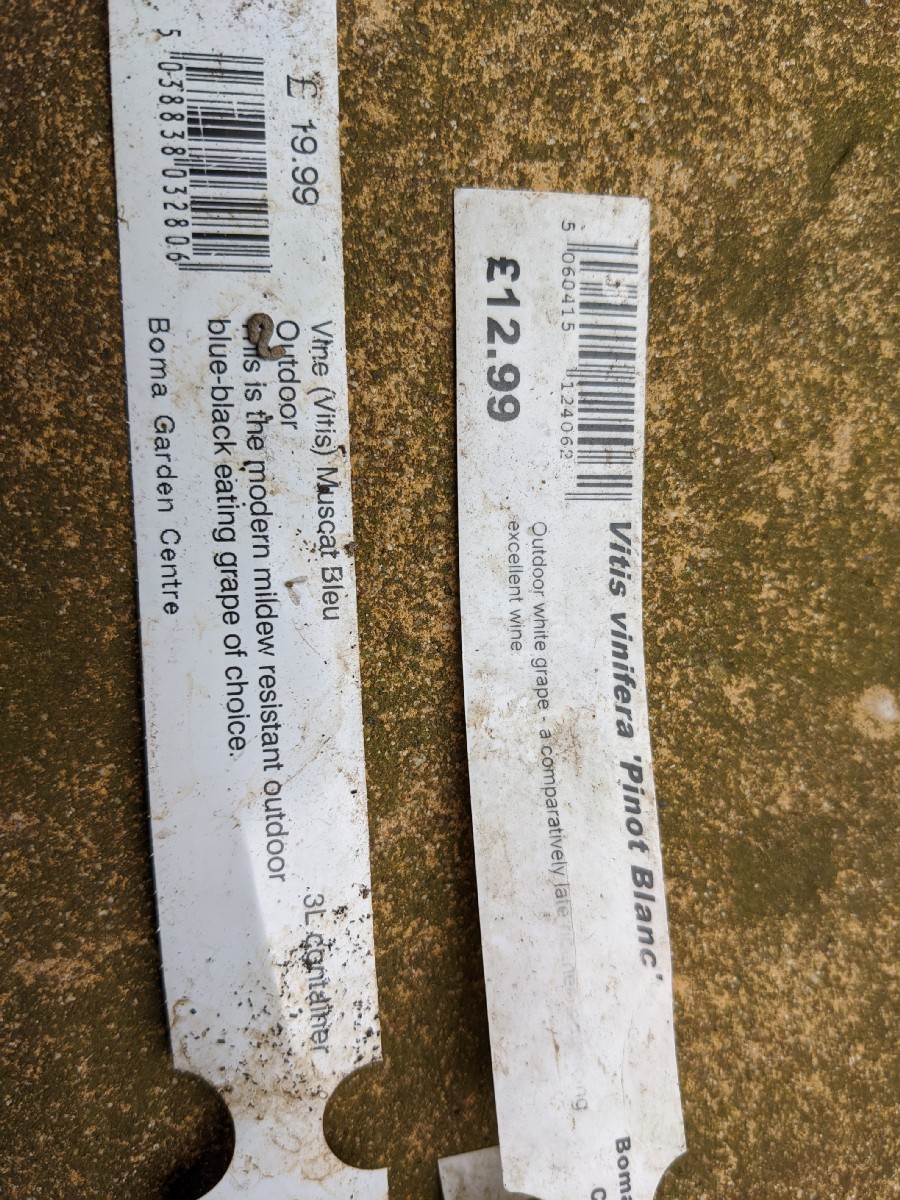 £ 19.99
5 038838 032806
Vine (Vitis) Muscat Bleu
Outdoor
3L container
This is the modern mildew resistant outdoor
blue-black eating grape of choice.
Boma Garden Centre
5 060415 124062
£12.99
Vitis vinifera 'Pinot Blanc'
Outdoor white grape - a comparatively late
excellent wine